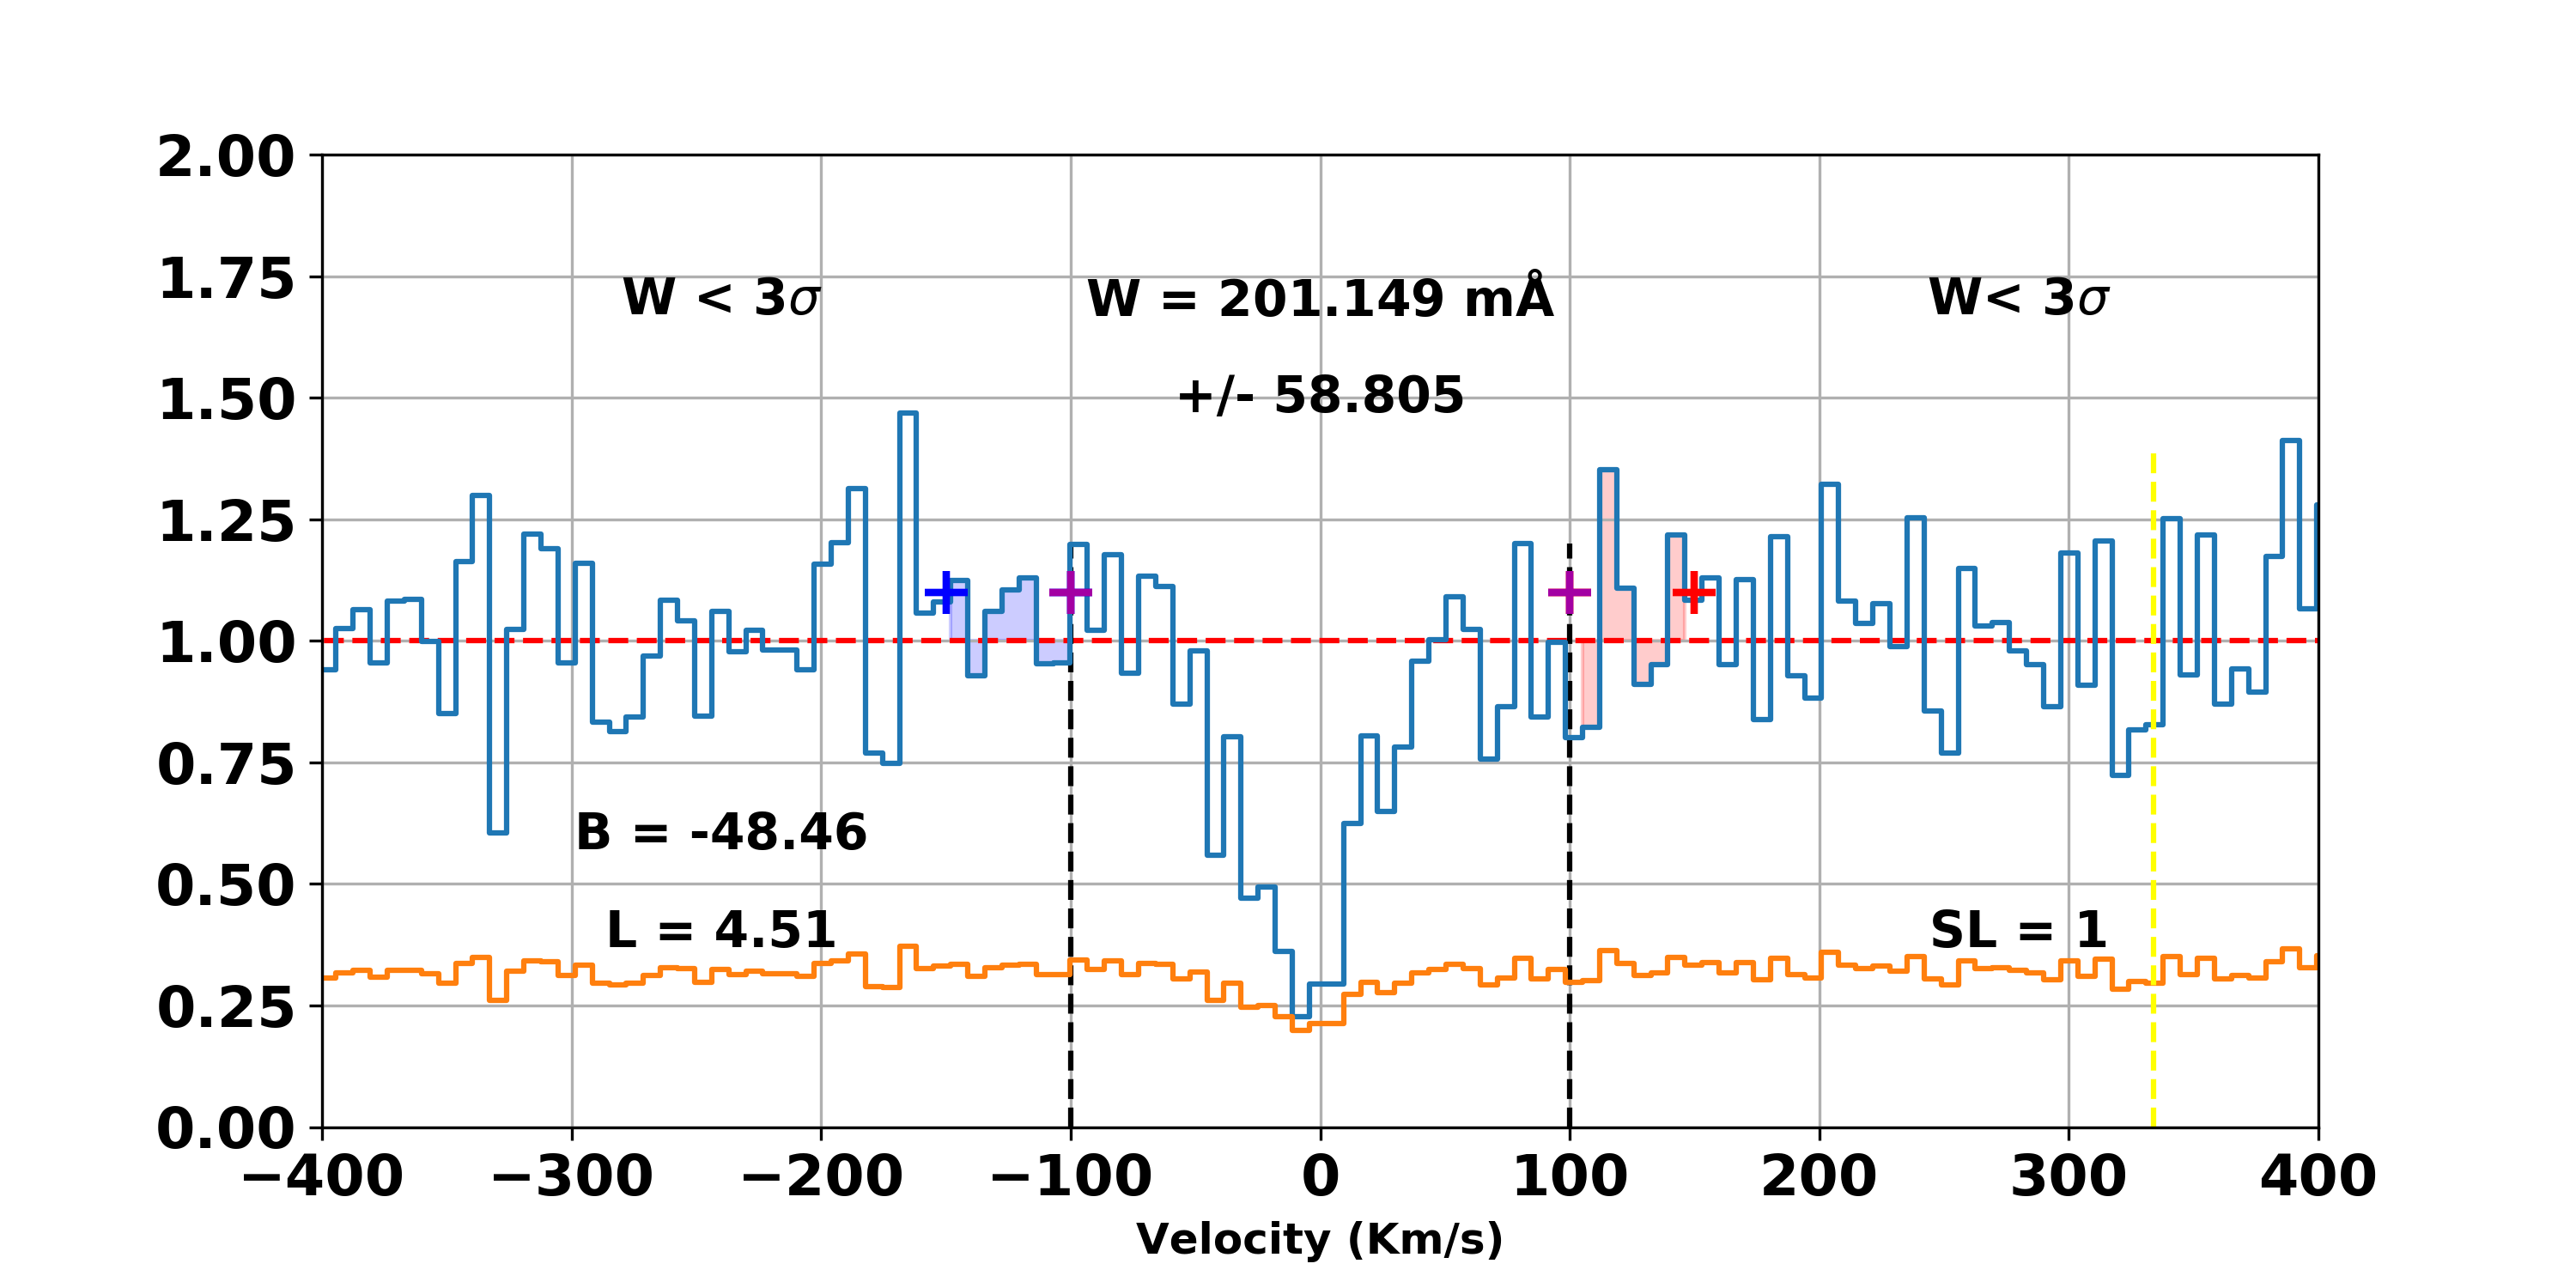 2.00
1.75
W < 3σ W = 201.149 mÅ W< 3σ
1.50
+/- 58.805
1.25
1.00
0.75
B = -48.46
0.50
L = 4.51 SL = 1
0.25
0.00
−400 −300 −200 −100 0 100 200 300 400
Velocity (Km/s)